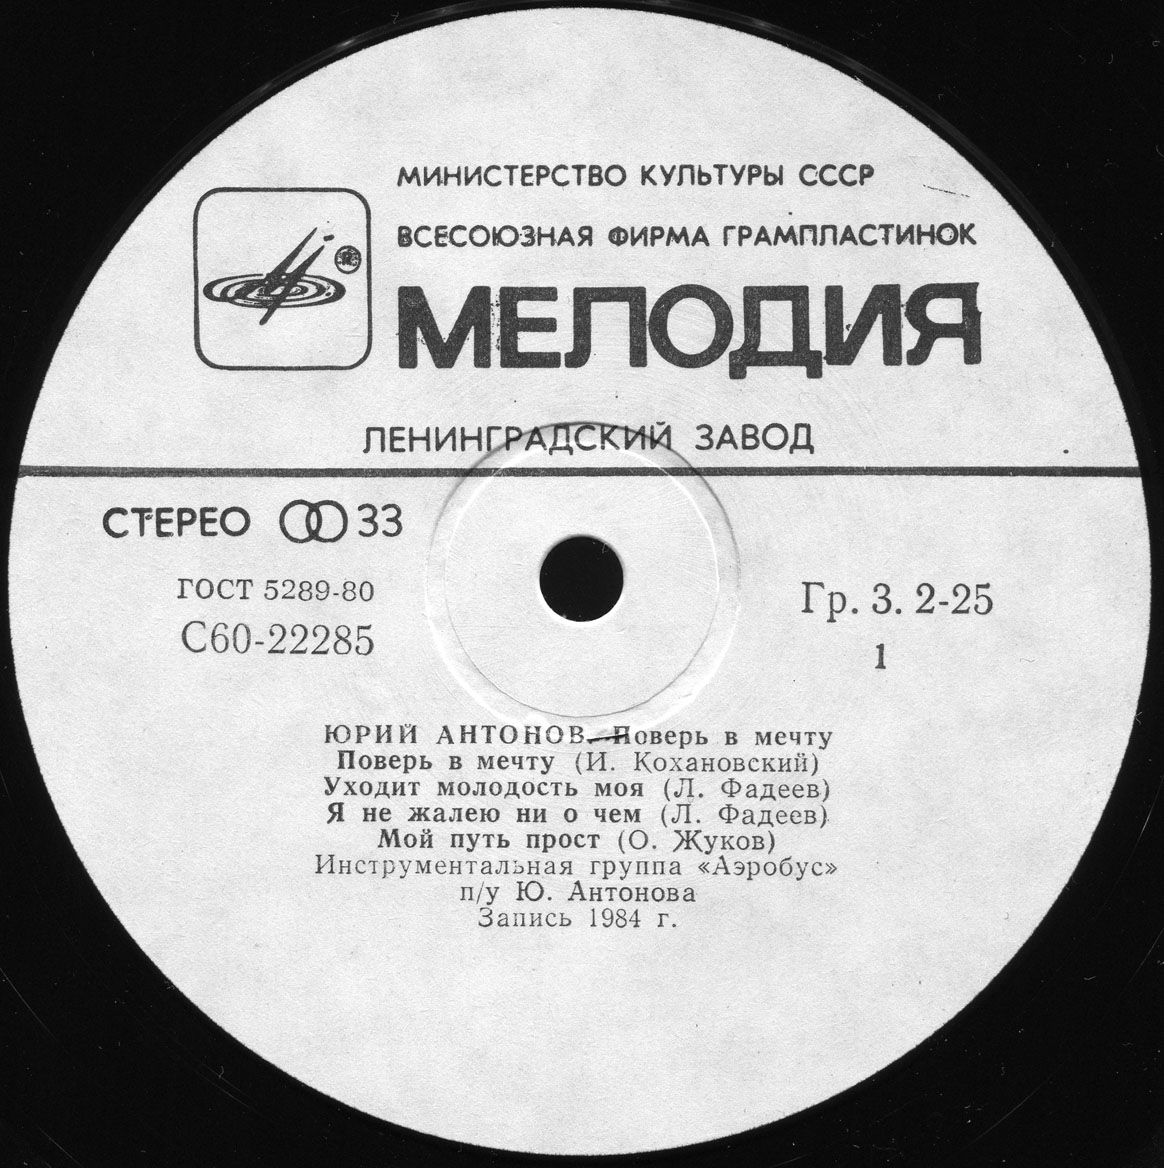 МИНИСТЕРСТВО КУЛЬТУРЫ СССР
ВСЕСОЮЗНАЯ ФИРМА ГРАМПЛАСТИНОК
МЕЛОДИЯ
ЛЕНИНГРАДСКИЙ ЗАВОД
СТЕРЕО 33
ГОСТ 5289-80
С60-22285
Гр. 3. 2-25
1
ЮРИЙ АНТОНОВ. Поверь в мечту
Поверь в мечту (И. Кохановский)
Уходит молодость моя (Л. Фадеев)
Я не жалею ни о чем (Л. Фадеев)
Мой путь прост (О. Жуков)
Инструментальная группа «Аэробус»
п/у Ю. Антонова
Запись 1984 г.